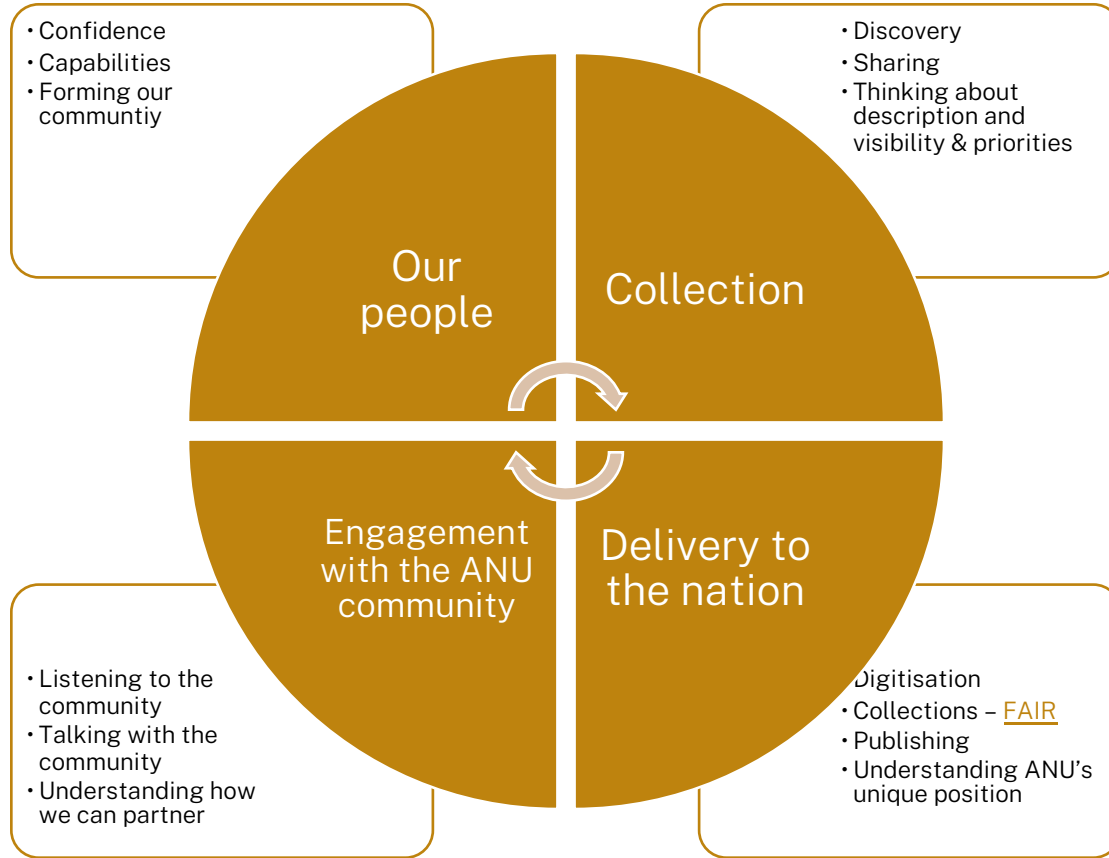 • Confidence
• Capabilities
• Forming our
communtiy
• Discovery
• Sharing
• Thinking about
description and
visibility & priorities
Our
people
Collection
Engagement
with the ANU
community
Delivery to
the nation
• Listening to the
community
• Talking with the
community
• Understanding how
we can partner
Digitisation
• Collections – FAIR
• Publishing
• Understanding ANU’s
unique position